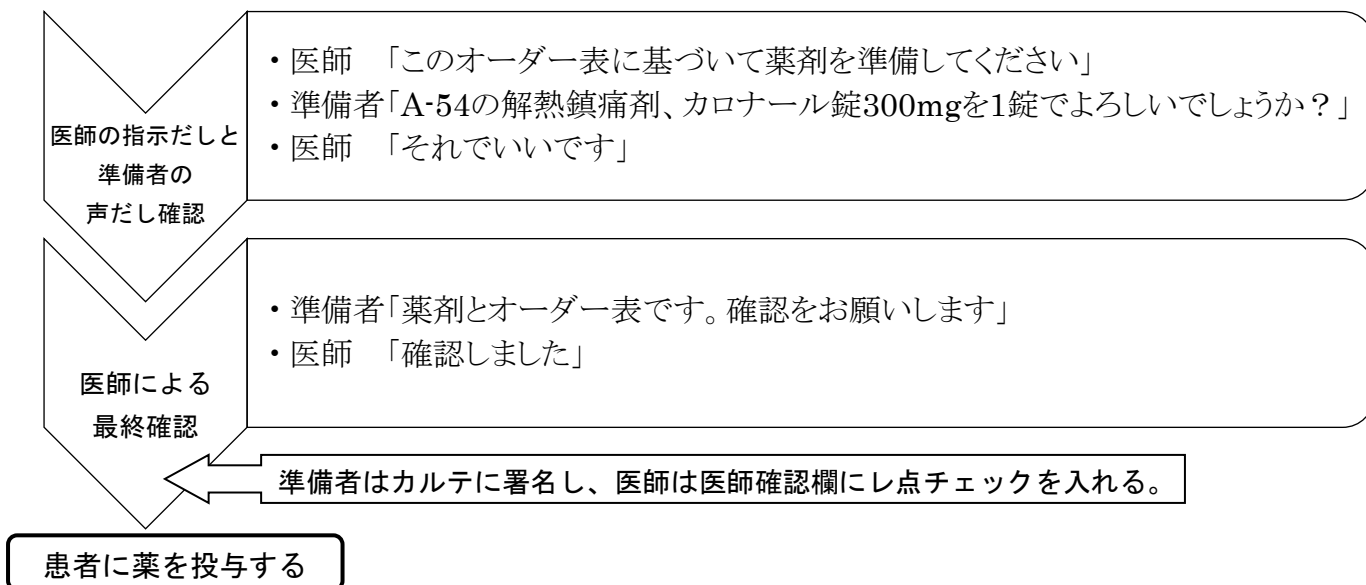 医師の指示だしと
準備者の
声だし確認
・医師　「このオーダー表に基づいて薬剤を準備してください」
・準備者「A-54の解熱鎮痛剤、カロナール錠300mgを1錠でよろしいでしょうか？」
・医師　「それでいいです」
医師による
最終確認
・準備者「薬剤とオーダー表です。確認をお願いします」
・医師　「確認しました」
準備者はカルテに署名し、医師は医師確認欄にレ点チェックを入れる。
患者に薬を投与する